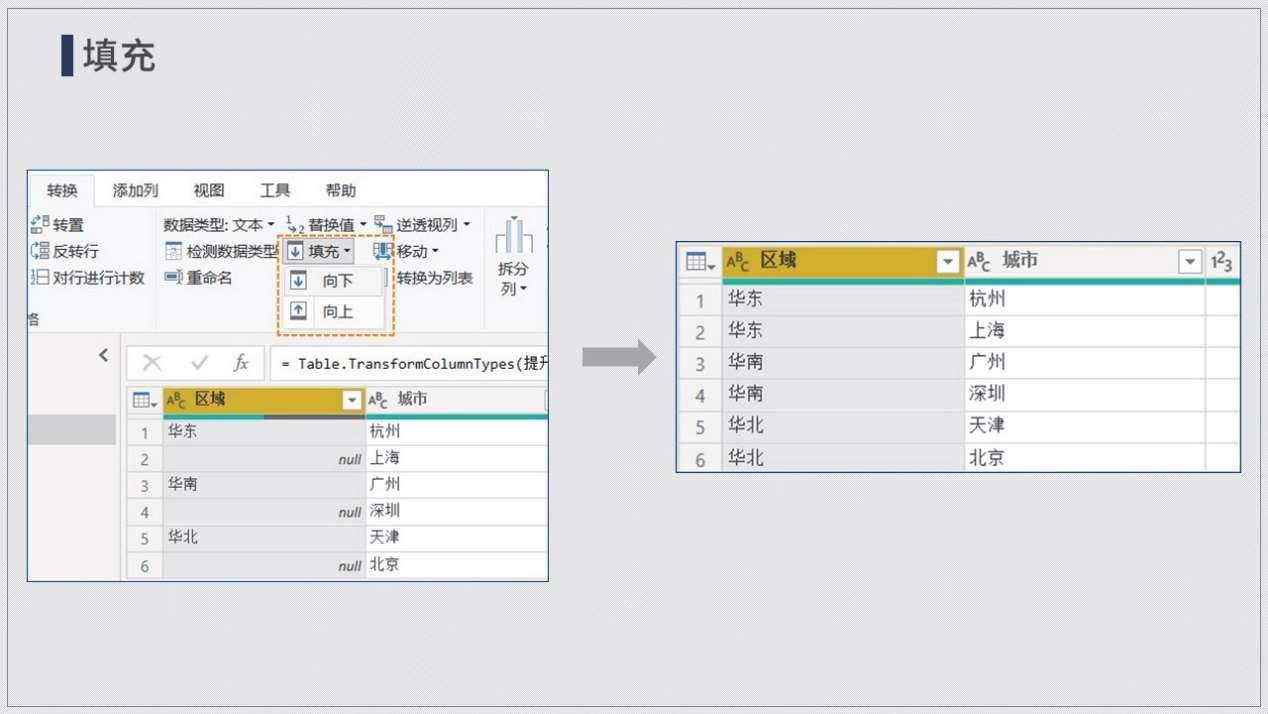 填充
转换 添加列 视图 工具 帮助
转置 数据类型: 文本 替换值 逆透视列
反转行 检测数据类型 填充 移动
对行进行计数 重命名 向下 转换为列表
拆分
列
向上
格
fx = Table.TransformColumnTypes(提升
ABC 区域 ABC 城市
1 华东 杭州
2 null 上海
3 华南 广州
4 null 深圳
5 华北 天津
6 null 北京
ABC 区域 ABC 城市 123
1 华东 杭州
2 华东 上海
3 华南 广州
4 华南 深圳
5 华北 天津
6 华北 北京